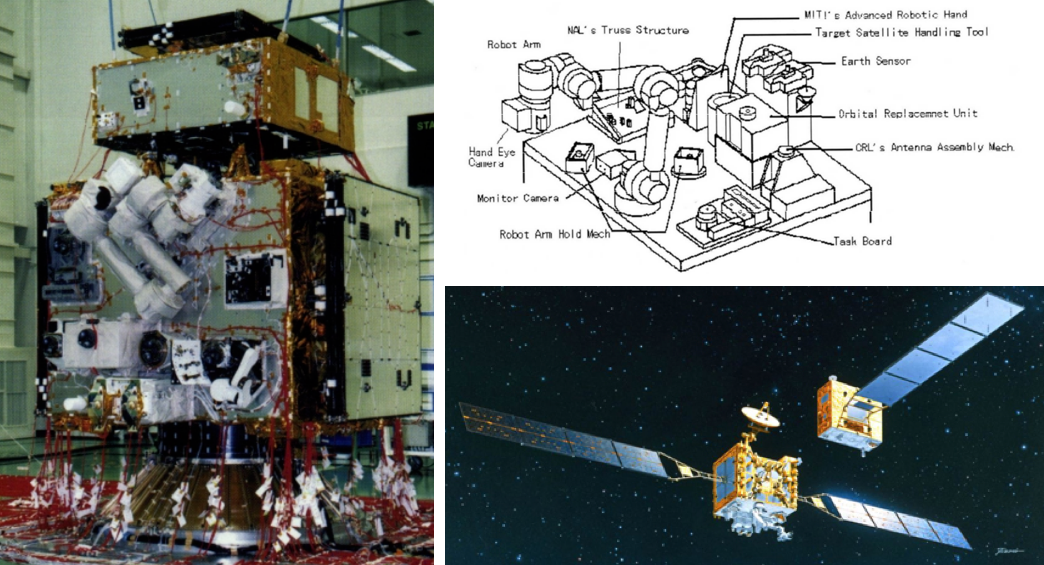 STA
MITI's Advanced Robotic Hand
NAL's Truss Structure
Target Satellite Handling Tool
Robot Arm
Earth Sensor
Orbital Replacemnet Unit
Hand Eye
Camera
CRL's Antenna Assembly Mech.
Monitor Camera
Robot Arm Hold Mech
Task Board